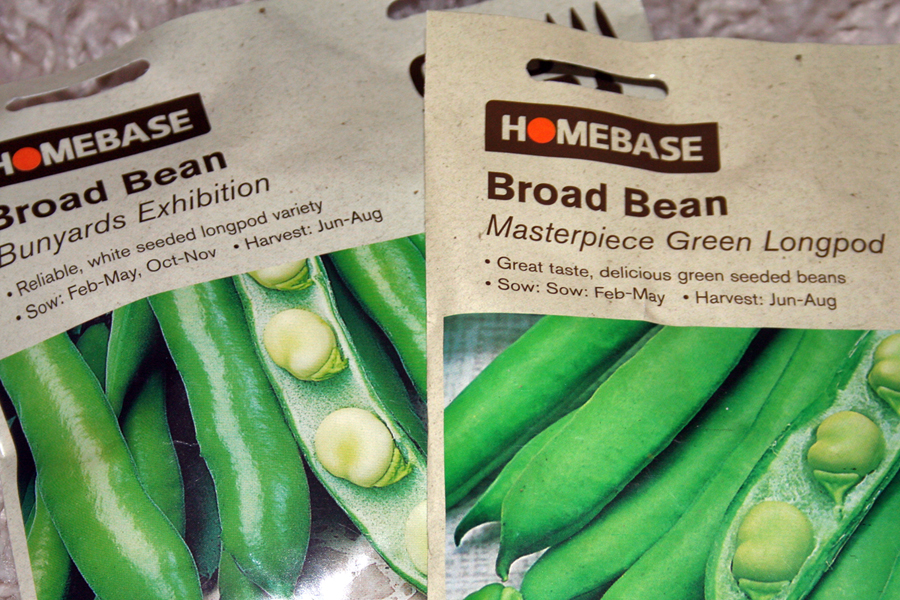 HOMEBASE
Broad Bean
Bunyards Exhibition
• Reliable, white seeded longpod variety
• Sow: Feb-May, Oct-Nov • Harvest: Jun-Aug
HOMEBASE
Broad Bean
Masterpiece Green Longpod
• Great taste, delicious green seeded beans
• Sow: Sow: Feb-May • Harvest: Jun-Aug